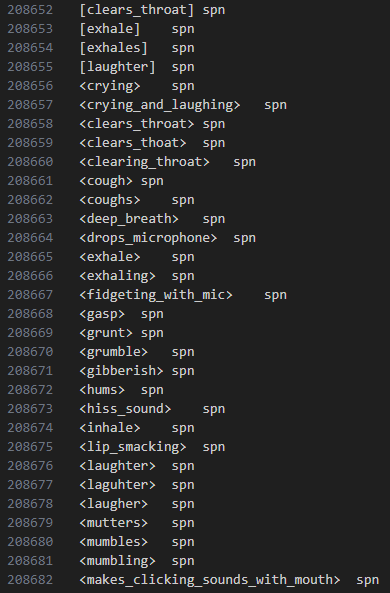 208652 [clears_throat] spn
208653 [exhale] spn
208654 [exhales] spn
208655 [laughter] spn
208656 <crying> spn
208657 <crying_and_laughing> spn
208658 <clears_throat> spn
208659 <clears_thoat> spn
208660 <clearing_throat> spn
208661 <cough> spn
208662 <coughs> spn
208663 <deep_breath> spn
208664 <drops_microphone> spn
208665 <exhale> spn
208666 <exhaling> spn
208667 <fidgeting_with_mic> spn
208668 <gasp> spn
208669 <grunt> spn
208670 <grumble> spn
208671 <gibberish> spn
208672 <hums> spn
208673 <hiss_sound> spn
208674 <inhale> spn
208675 <lip_smacking> spn
208676 <laughter> spn
208677 <laguhter> spn
208678 <laugher> spn
208679 <mutters> spn
208680 <mumbles> spn
208681 <mumbling> spn
208682 <makes_clicking_sounds_with_mouth> spn